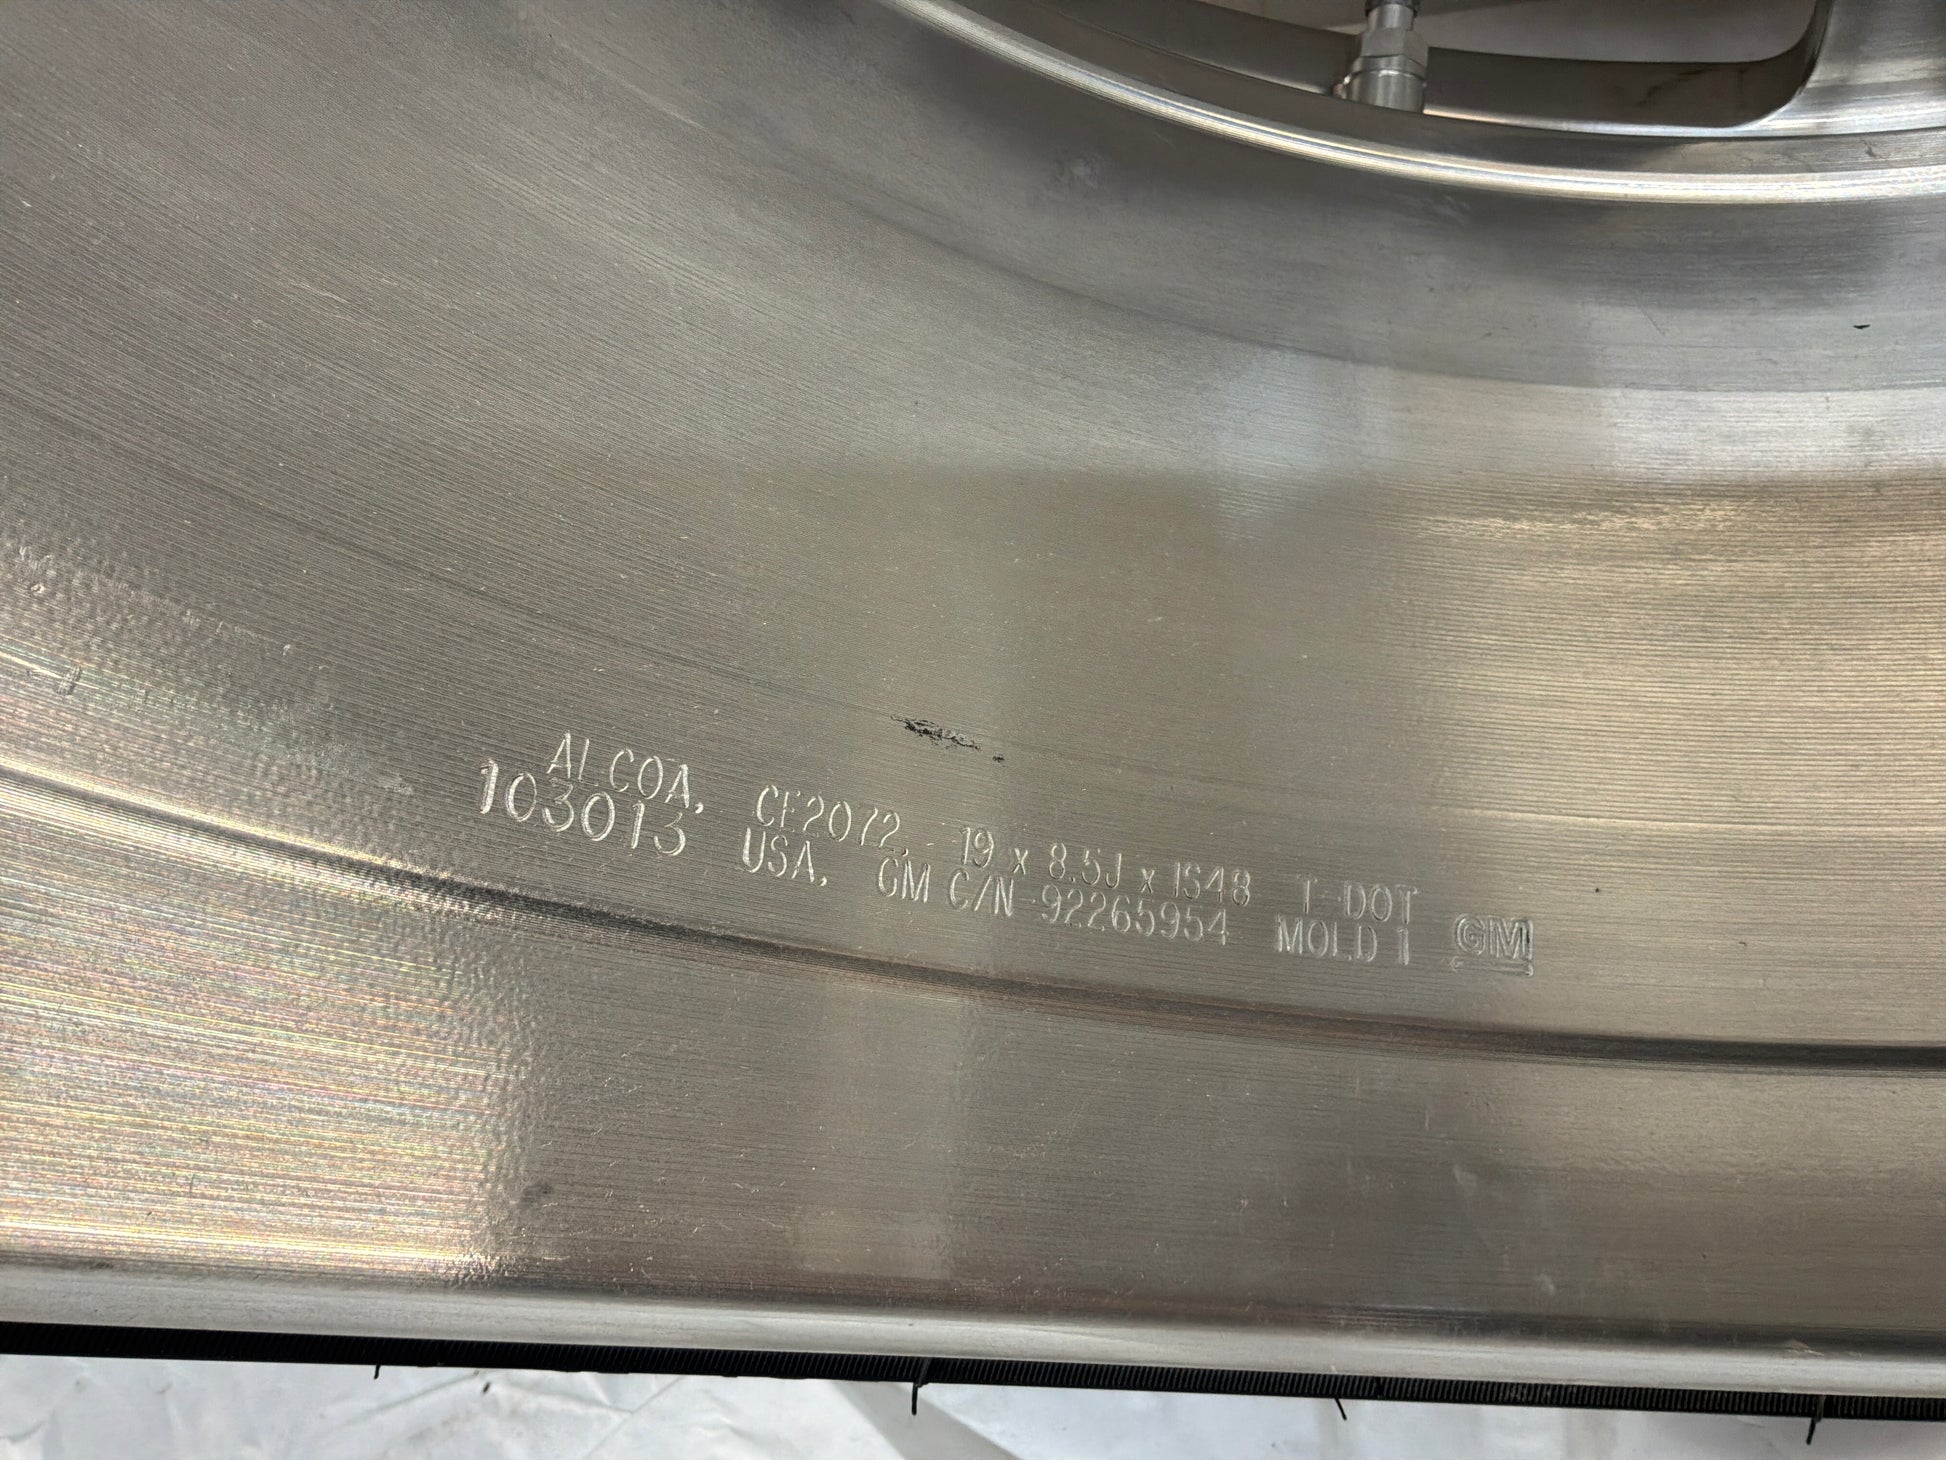 ALCOA, CE2072, 19 x 8.5J x IS48 T-DOT
103013 USA, GM C/N 92265954 MOLD 1 GM